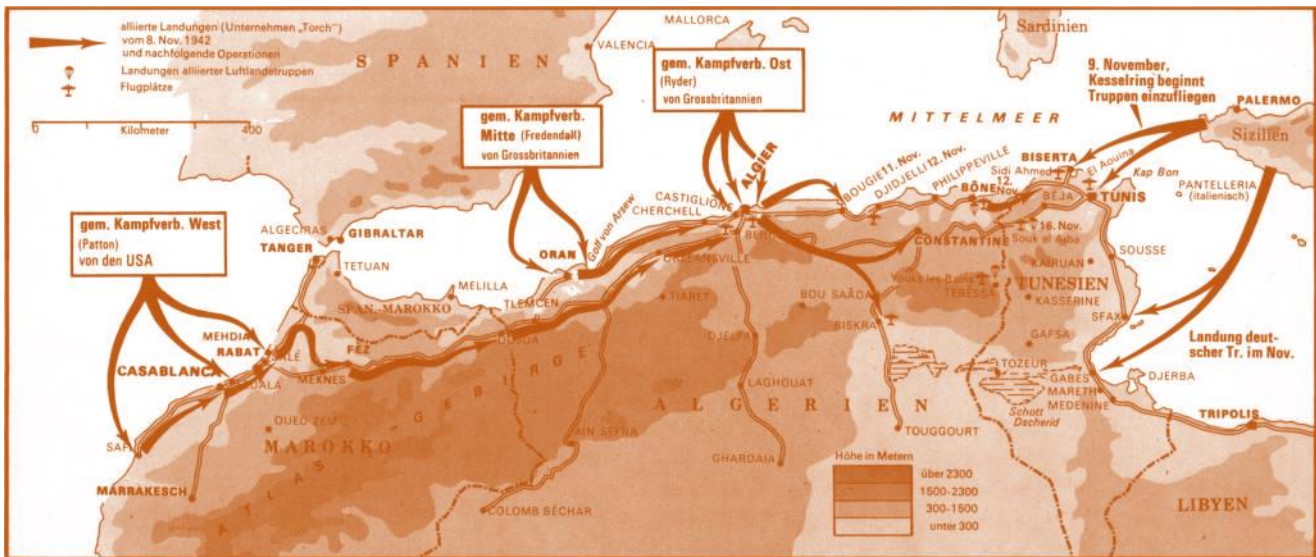 alliierte Landungen (Unternehmen „Torch")
vom 8. Nov. 1942
und nachfolgende Operationen
Landungen alliierter Luftlandetruppen
Flugplätze
0 Kilometer 400
SPANIEN
MALLORCA
VALENCIA
Sardinien
gem. Kampfverb. Ost
(Ryder)
von Grossbritannien
gem. Kampfverb.
Mitte (Fredendall)
von Grossbritannien
gem. Kampfverb. West
(Patton)
von den USA
9. November,
Kesselring beginnt
Truppen einzufliegen
PALERMO
Sizilien
MITTELMEER
BISERTA
Sidi Ahmed
El Aouina
Kap Bon
PANTELLERIA
(italienisch)
TUNIS
BEJA
BÔNE
12.
Nov.
PHILIPPEVILLE
DJIDJELLI 12. Nov.
BOUGIE 11. Nov.
ALGIER
CASTIGLIONE
CHERCHELL
BLIDA
ORLEANSVILLE
Golf von Arsew
ORAN
ALGECIRAS
GIBRALTAR
TANGER
TETUAN
MELILLA
SPAN.-MAROKKO
TLEMCEN
OUDJDA
TIARET
CONSTANTINE
16. Nov.
Souk el Arba
SOUSSE
KAIRUAN
Youks les Bains
TEBESSA
TUNESIEN
KASSERINE
BOU SAÂDA
BISKRA
SFAX
GAFSA
MEHDIA
RABAT
SALÉ
FEZ
CASABLANCA
MEKNES
DJELFA
TOZEUR
Landung deut-
scher Tr. im Nov.
GABES
DJERBA
MARETH
MEDENINE
Schott
Dscherid
LAGHOUAT
ALGERIEN
TOUGGOURT
TRIPOLIS
OUED ZEM
MAROKKO
ATLAS GEBIRGE
SAFI
AIN SEFRA
GHARDAIA
MARRAKESCH
COLOMB BÉCHAR
LIBYEN
Höhe in Metern
über 2300
1500-2300
300-1500
unter 300